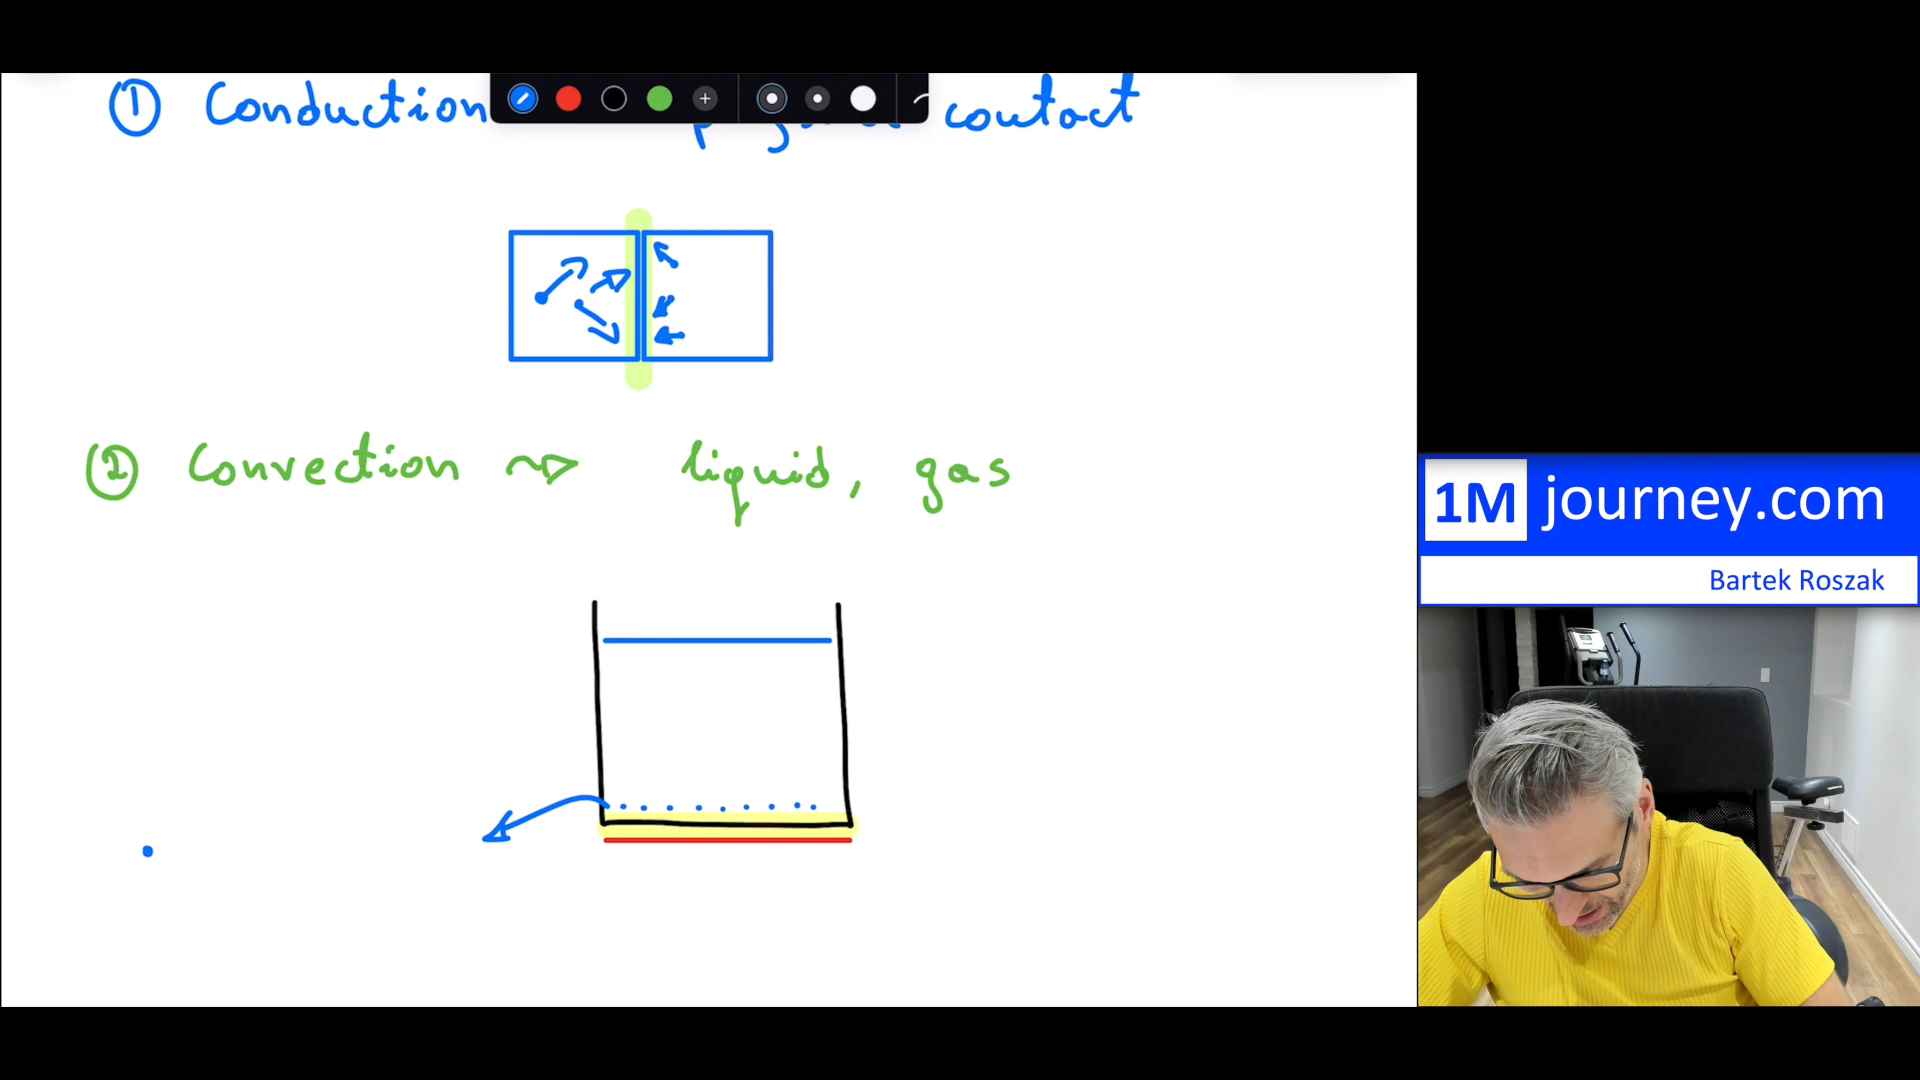 ① Conduction contact
② Convection ⇝ liquid, gas
1M journey.com
Bartek Roszak